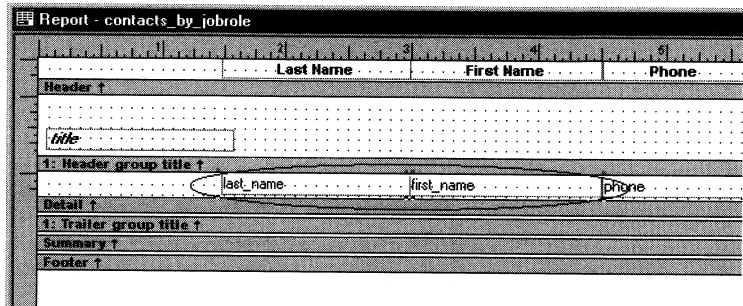 Report - contacts_by_jobrole
1 2 3 4 5
Last Name First Name Phone
Header ↑
title
1: Header group title ↑
last_name first_name phone
Detail ↑
1: Trailer group title ↑
Summary ↑
Footer ↑